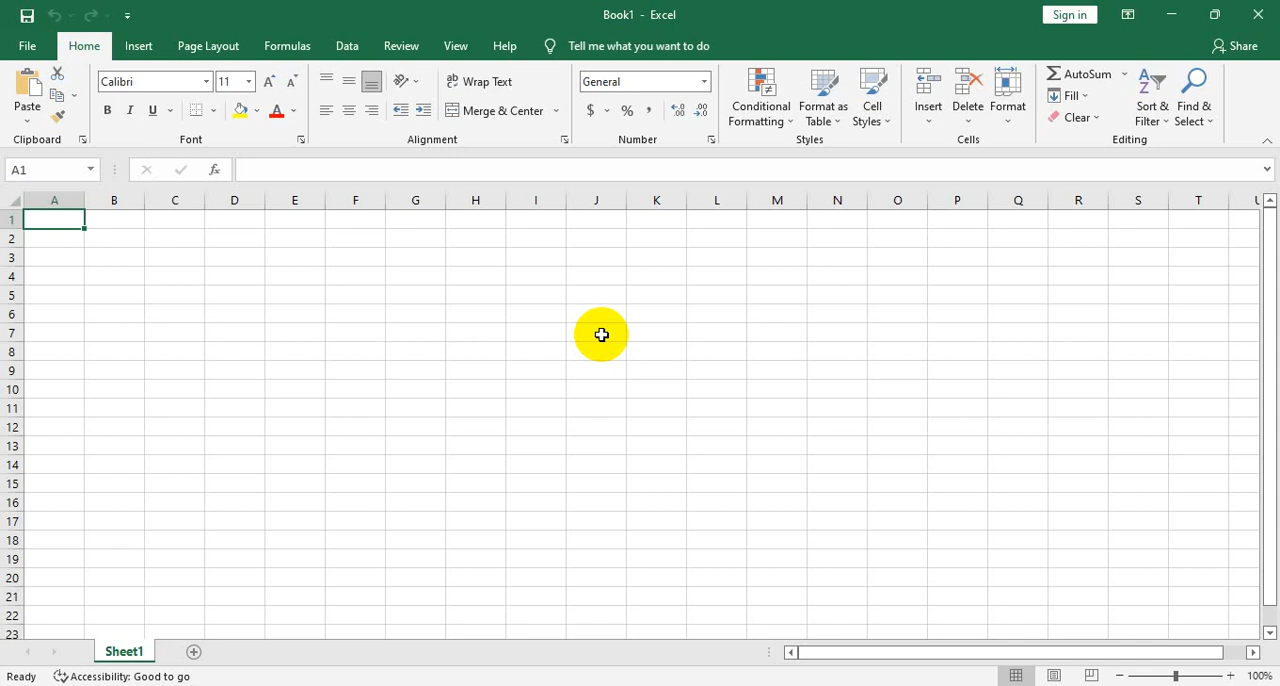 Book1 - Excel
Sign in
File Home Insert Page Layout Formulas Data Review View Help Tell me what you want to do Share
Calibri 11 Wrap Text General AutoSum
Paste B I U Merge & Center $ % , Conditional Formatting Format as Table Cell Styles Insert Delete Format Fill Clear Sort & Filter Find & Select
Clipboard Font Alignment Number Styles Cells Editing
A1 fx
A B C D E F G H I J K L M N O P Q R S T U
1
2
3
4
5
6
7
8
9
10
11
12
13
14
15
16
17
18
19
20
21
22
23
Sheet1
Ready Accessibility: Good to go 100%